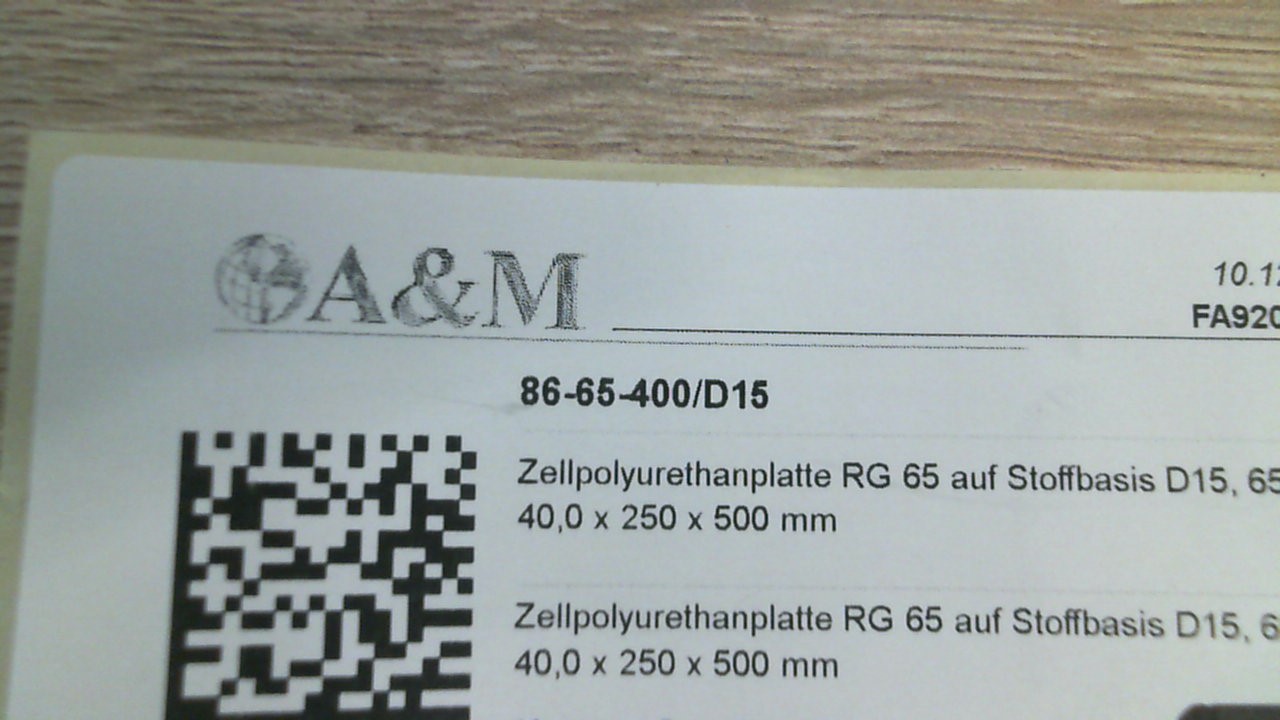 A&M
10.1
FA920
86-65-400/D15
Zellpolyurethanplatte RG 65 auf Stoffbasis D15, 65
40,0 x 250 x 500 mm
Zellpolyurethanplatte RG 65 auf Stoffbasis D15, 6
40,0 x 250 x 500 mm